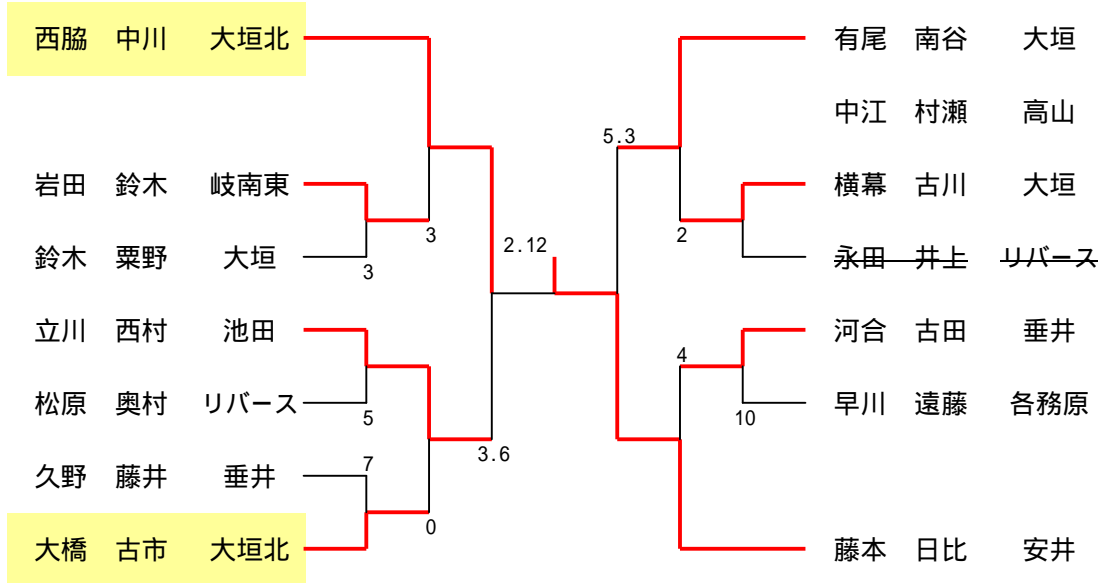 西脇 中川 大垣北
岩田 鈴木 岐南東
鈴木 粟野 大垣
立川 西村 池田
松原 奥村 リバース
久野 藤井 垂井
大橋 古市 大垣北
3
3
5
7
0
3.6
2.12
5.3
2
4
10
有尾 南谷 大垣
中江 村瀬 高山
横幕 古川 大垣
永田 井上 リバース
河合 古田 垂井
早川 遠藤 各務原
藤本 日比 安井